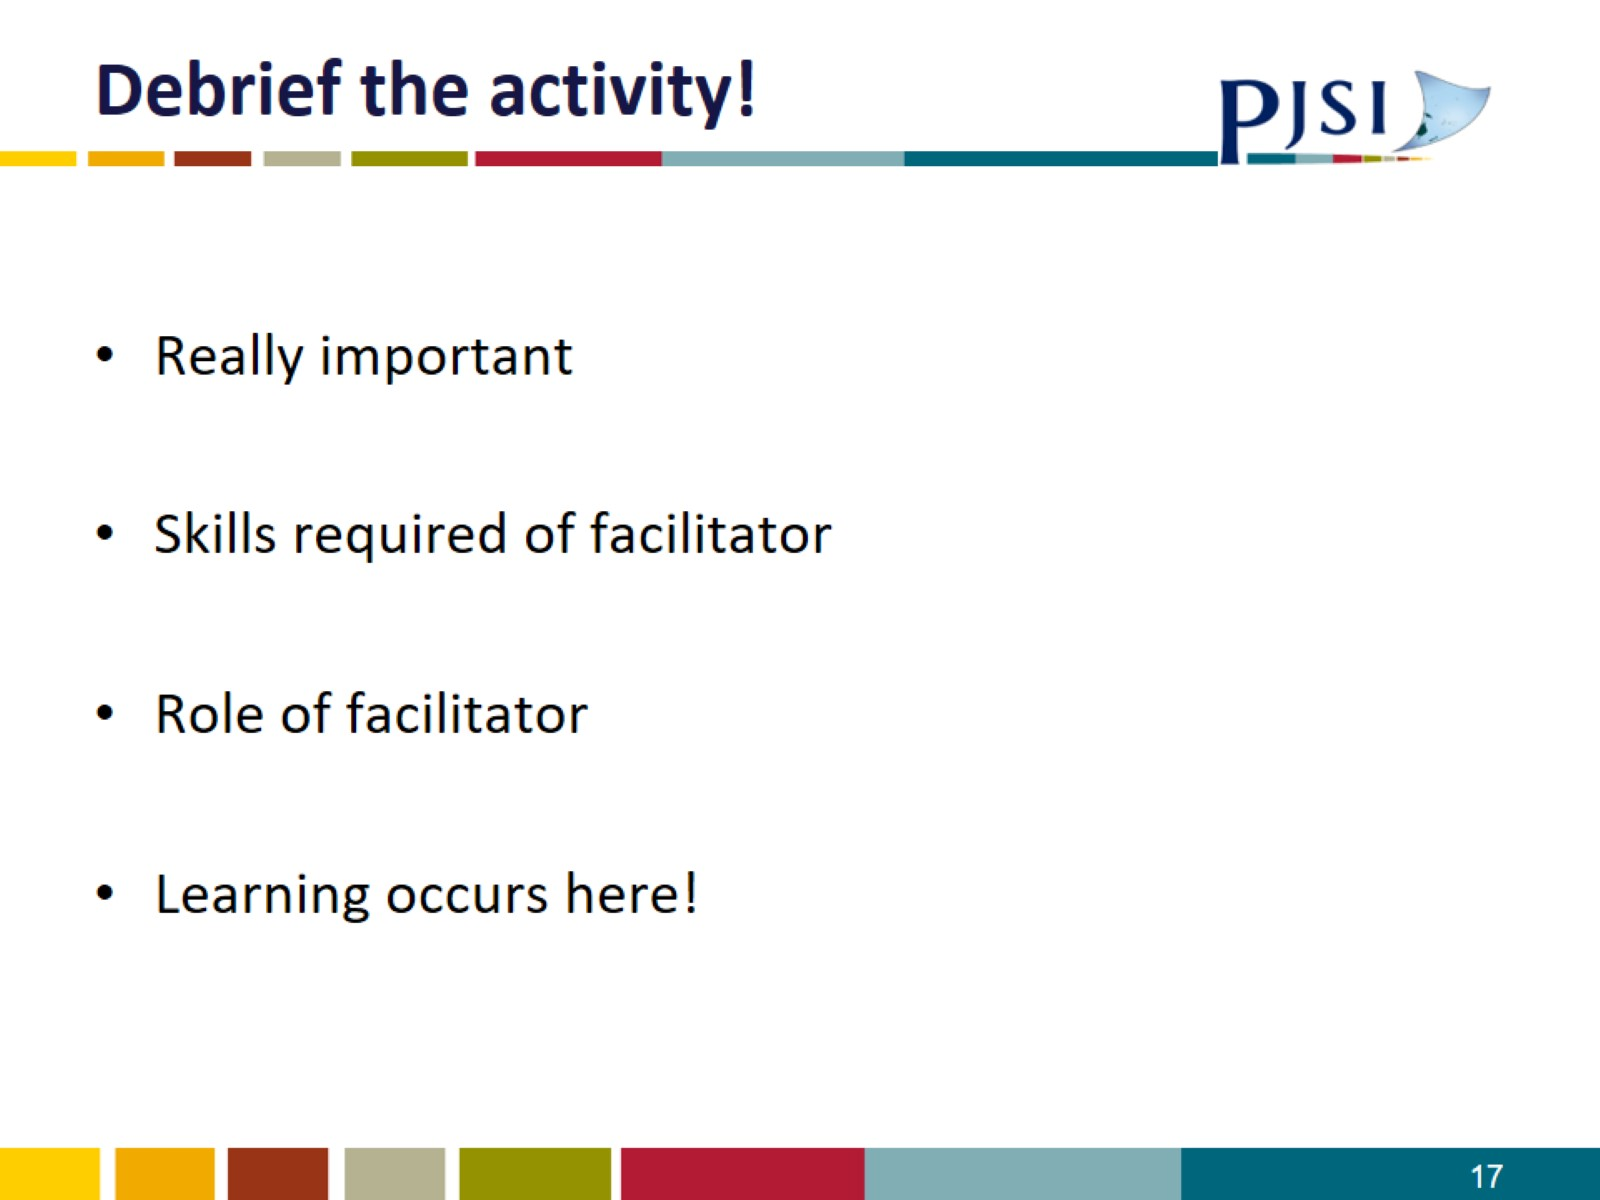 Debrief the activity!
PJSI
• Really important
• Skills required of facilitator
• Role of facilitator
• Learning occurs here!
17